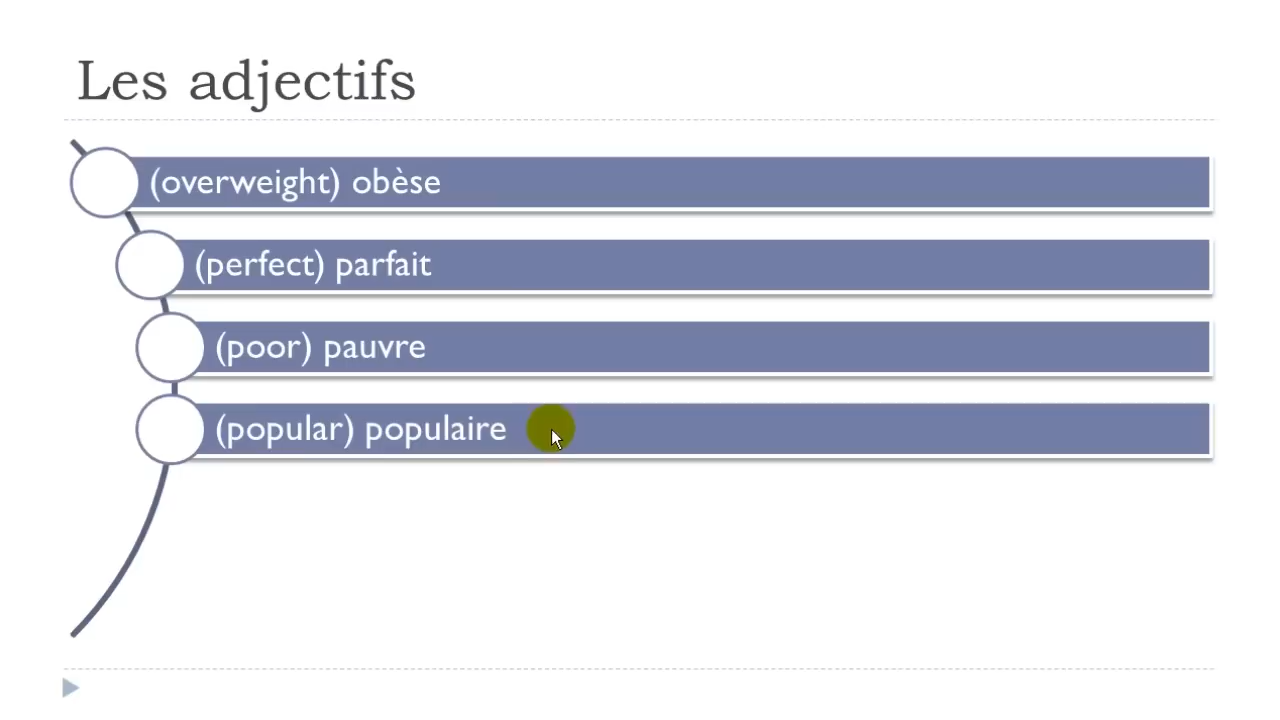 Les adjectifs
(overweight) obèse
(perfect) parfait
(poor) pauvre
(popular) populaire